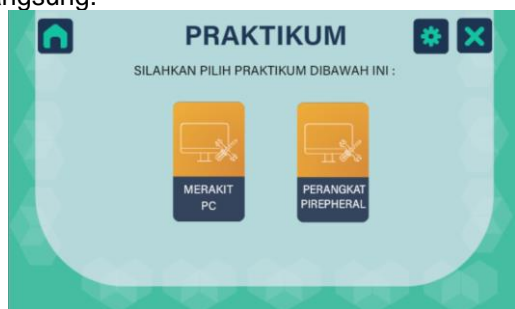 PRAKTIKUM
SILAHKAN PILIH PRAKTIKUM DIBAWAH INI :
MERAKIT
PC
PERANGKAT
PIREPHERAL